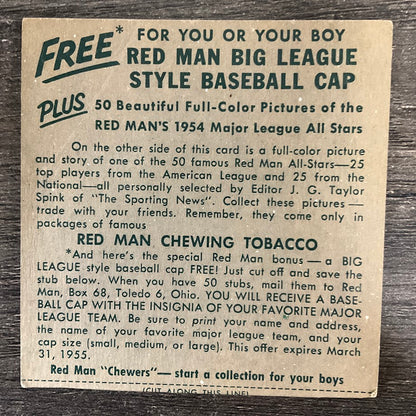 FREE* FOR YOU OR YOUR BOY
RED MAN BIG LEAGUE
STYLE BASEBALL CAP
PLUS 50 Beautiful Full-Color Pictures of the
RED MAN'S 1954 Major League All Stars
On the other side of this card is a full-color picture
and story of one of the 50 famous Red Man All-Stars—25
top players from the American League and 25 from the
National—all personally selected by Editor J. G. Taylor
Spink of "The Sporting News". Collect these pictures—
trade with your friends. Remember, they come only in
packages of famous
RED MAN CHEWING TOBACCO
*And here's the special Red Man bonus—a BIG
LEAGUE style baseball cap FREE! Just cut off and save the
stub below. When you have 50 stubs, mail them to Red
Man, Box 68, Toledo 6, Ohio. YOU WILL RECEIVE A BASE-
BALL CAP WITH THE INSIGNIA OF YOUR FAVORITE MAJOR
LEAGUE TEAM. Be sure to print your name and address,
the name of your favorite major league team, and your
cap size (small, medium, or large). This offer expires March
31, 1955.
Red Man "Chewers"— start a collection for your boys
(CUT ALONG THIS LINE)